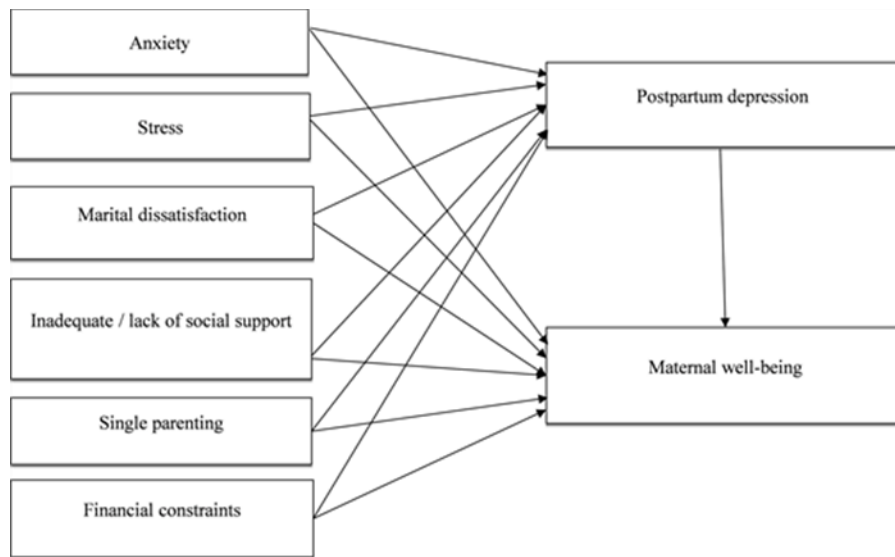 Anxiety
Postpartum depression
Stress
Marital dissatisfaction
Inadequate / lack of social support
Maternal well-being
Single parenting
Financial constraints